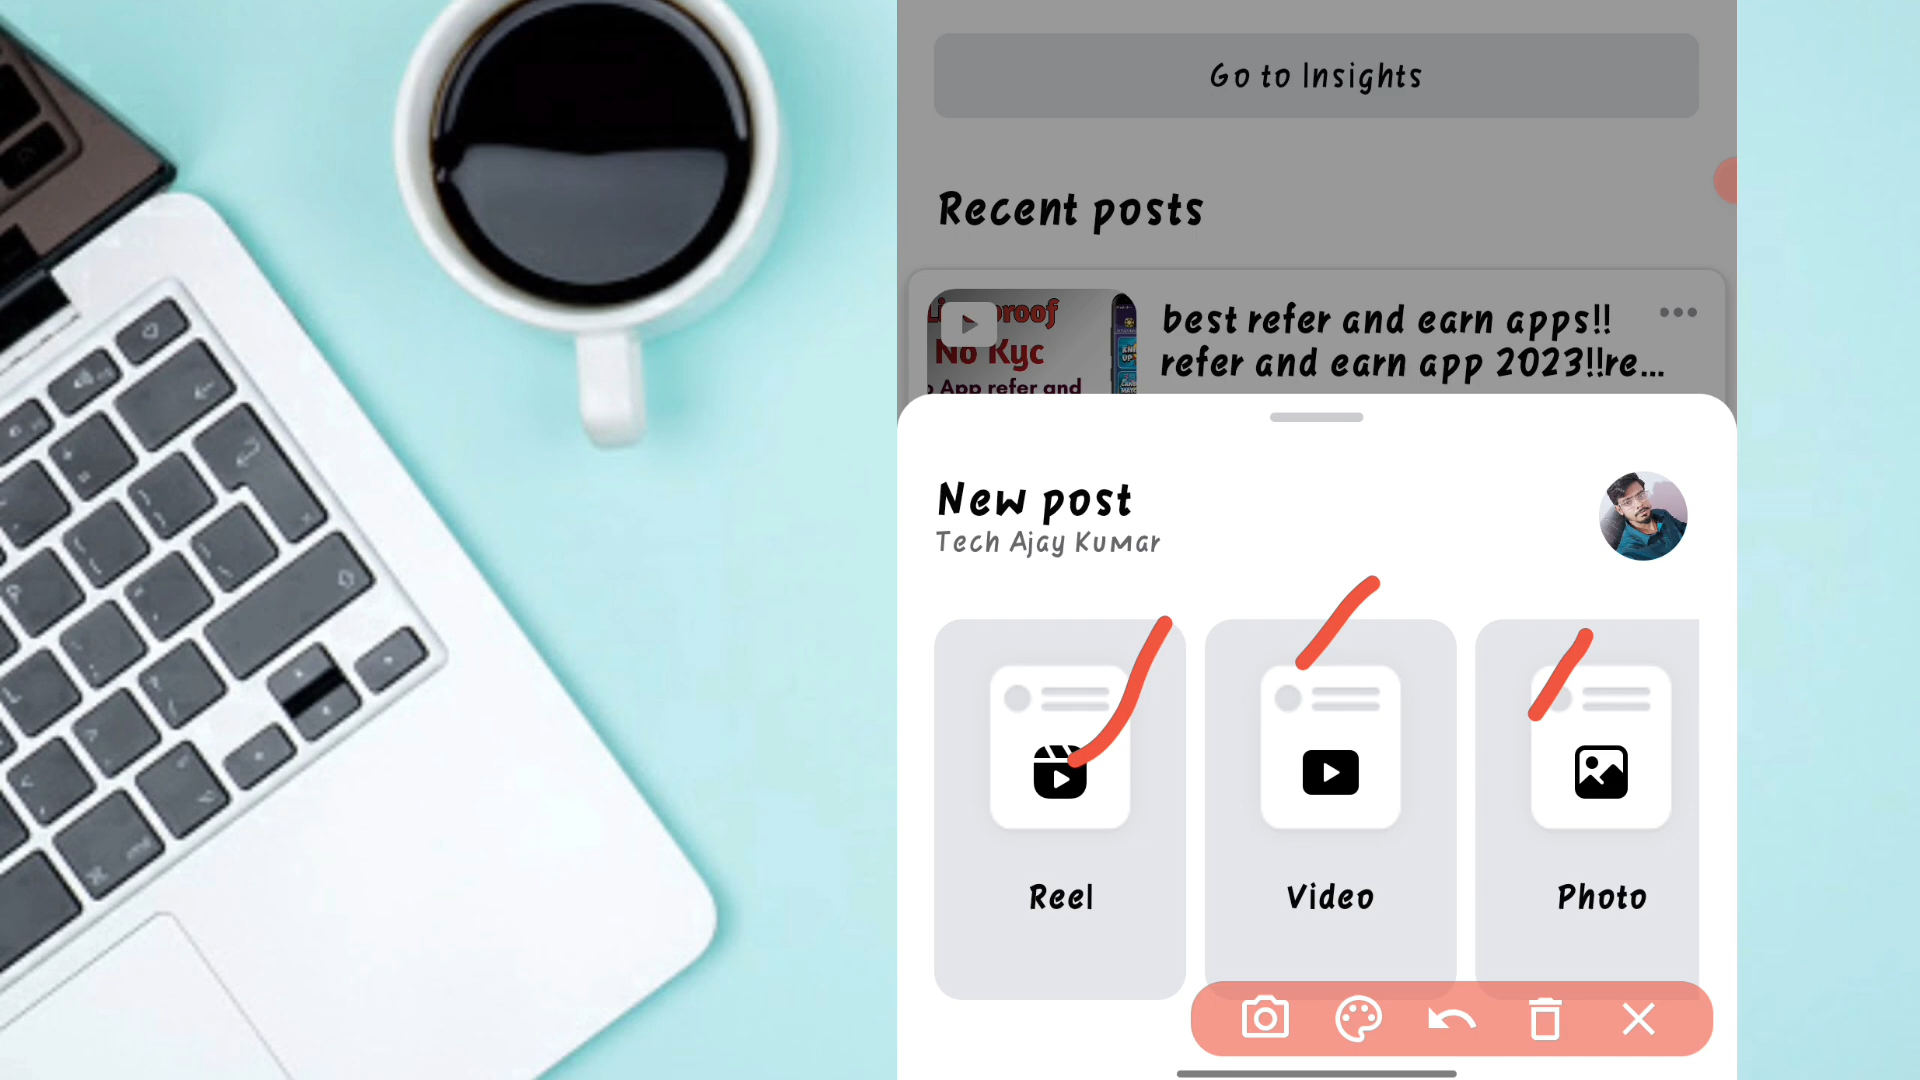 Go to Insights
Recent posts
proof
No Kyc
App refer and
best refer and earn apps!!
refer and earn app 2023!!re...
New post
Tech Ajay Kumar
Reel
Video
Photo